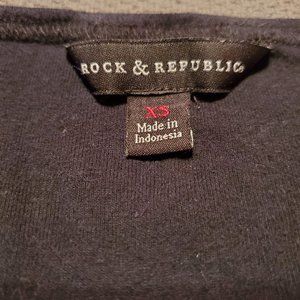 ROCK & REPUBLIC
XS
Made in
Indonesia